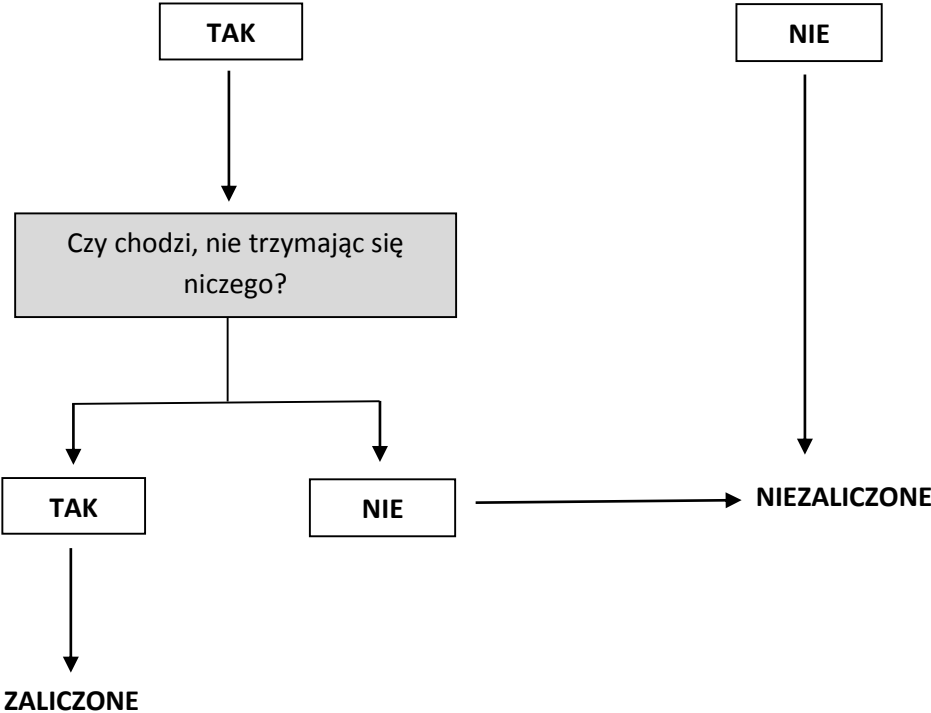 TAK
NIE
Czy chodzi, nie trzymając się
niczego?
TAK
NIE
NIEZALICZONE
ZALICZONE